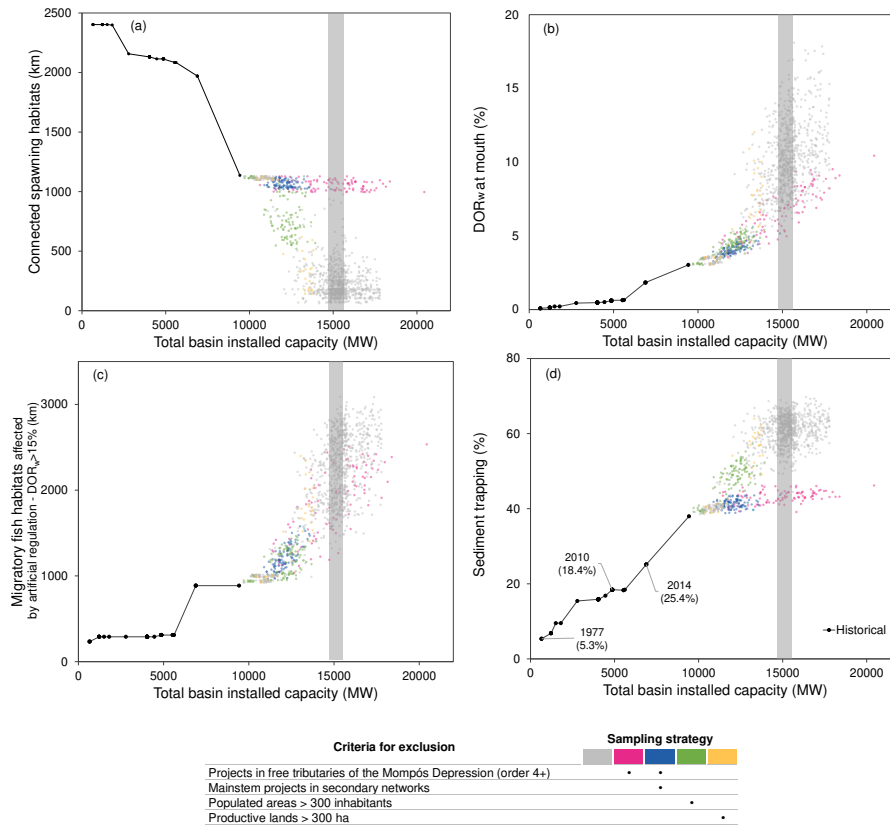 (a)
Connected spawning habitats (km)
2500
2000
1500
1000
500
0
0
5000
10000
15000
20000
Total basin installed capacity (MW)
(b)
DORw at mouth (%)
20
15
10
5
0
0
5000
10000
15000
20000
Total basin installed capacity (MW)
(c)
Migratory fish habitats affected
by artificial regulation - DORw>15% (km)
3000
2000
1000
0
0
5000
10000
15000
20000
Total basin installed capacity (MW)
(d)
Sediment trapping (%)
80
60
40
20
0
2010
(18.4%)
2014
(25.4%)
1977
(5.3%)
Historical
0
5000
10000
15000
20000
Total basin installed capacity (MW)
Criteria for exclusion
Sampling strategy
Projects in free tributaries of the Mompós Depression (order 4+)
Mainstem projects in secondary networks
Populated areas > 300 inhabitants
Productive lands > 300 ha